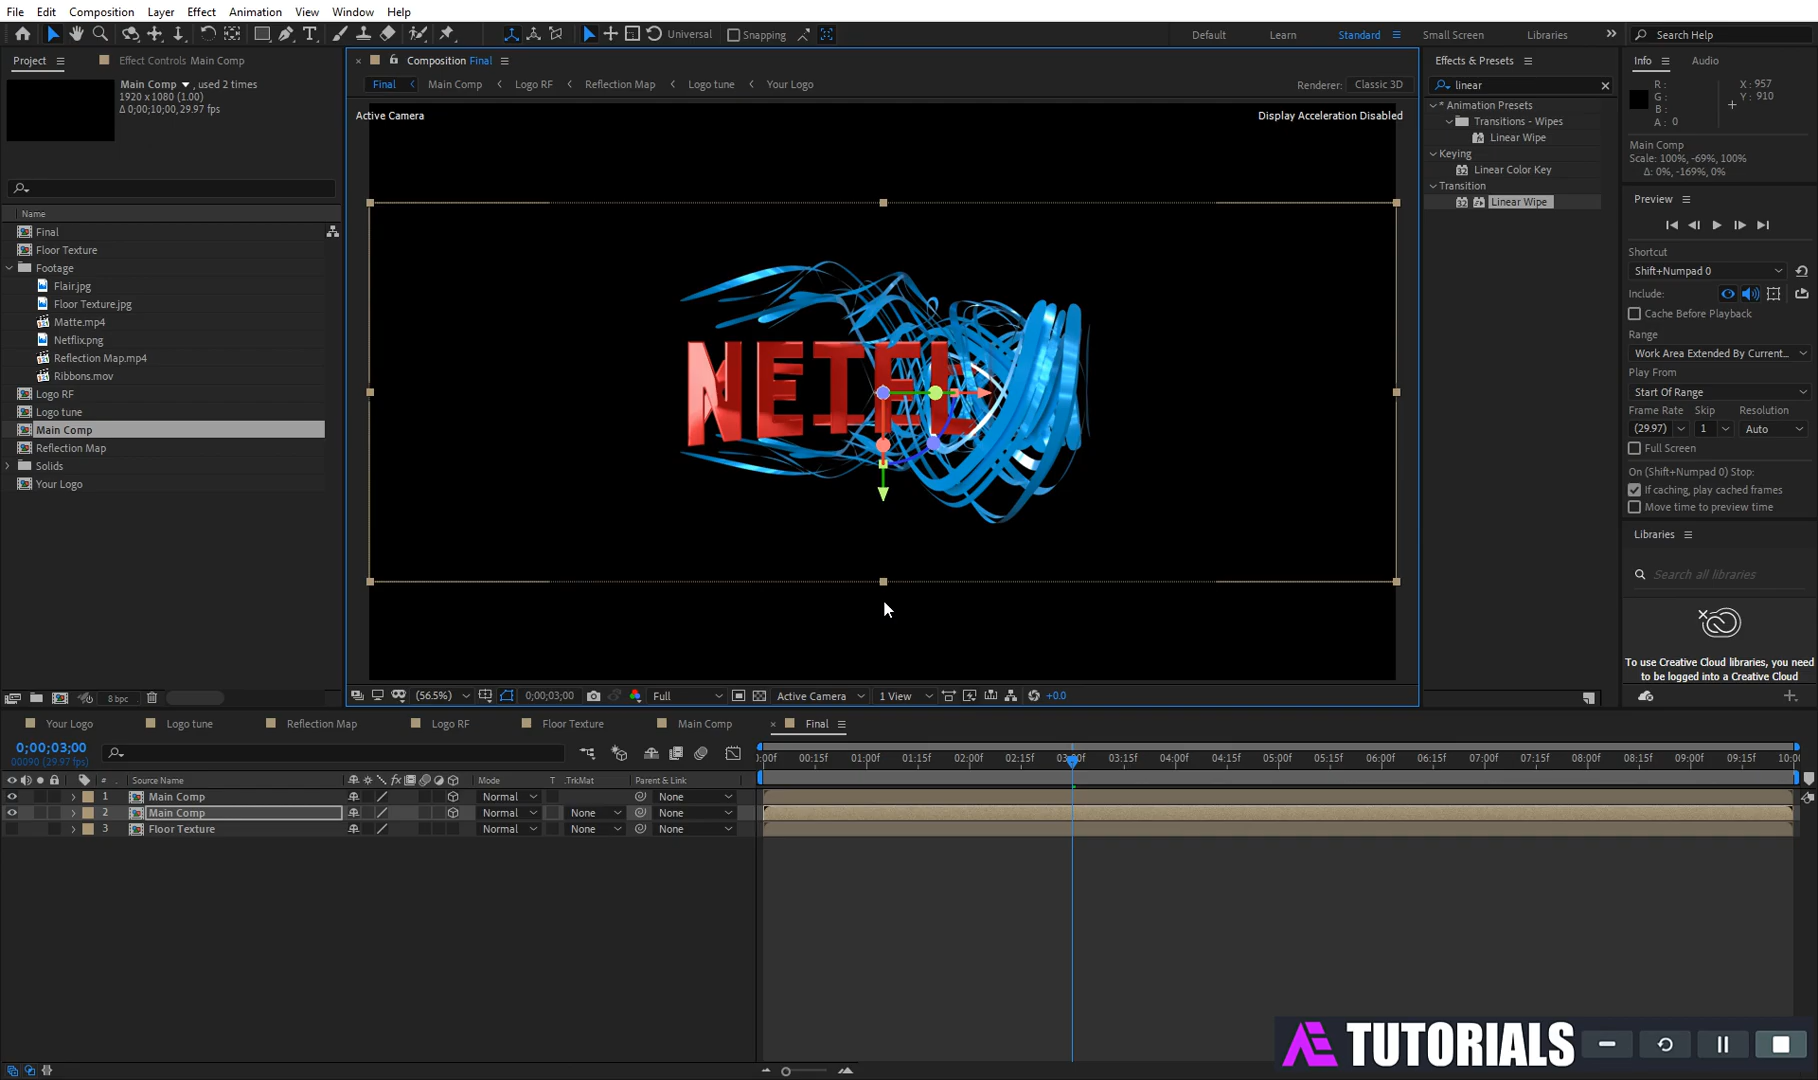 File Edit Composition Layer Effect Animation View Window Help
Universal Snapping Default Learn Standard Small Screen Libraries Search Help
Project Effect Controls Main Comp
Main Comp , used 2 times
1920 x 1080 (1.00)
Δ 0;00;10;00, 29.97 fps
Name
Final
Floor Texture
Footage
Flair.jpg
Floor Texture.jpg
Matte.mp4
Netflix.png
Reflection Map.mp4
Ribbons.mov
Logo RF
Logo tune
Main Comp
Reflection Map
Solids
Your Logo
8 bpc
Composition Final
Final Main Comp Logo RF Reflection Map Logo tune Your Logo
Renderer: Classic 3D
Active Camera
Display Acceleration Disabled
NETFL
(56.5%) 0;00;03;00 Full Active Camera 1 View +0.0
Effects & Presets
linear
* Animation Presets
Transitions - Wipes
Linear Wipe
Keying
Linear Color Key
Transition
Linear Wipe
Info Audio
R :
G :
B :
A : 0
X : 957
Y : 910
Main Comp
Scale: 100%, -69%, 100%
Δ: 0%, -169%, 0%
Preview
Shortcut
Shift+Numpad 0
Include:
Cache Before Playback
Range
Work Area Extended By Current...
Play From
Start Of Range
Frame Rate Skip Resolution
(29.97) 1 Auto
Full Screen
On (Shift+Numpad 0) Stop:
If caching, play cached frames
Move time to preview time
Libraries
Search all libraries
To use Creative Cloud libraries, you need
to be logged into a Creative Cloud
Your Logo Logo tune Reflection Map Logo RF Floor Texture Main Comp Final
0;00;03;00
00090 (29.97 fps)
:00f 00:15f 01:00f 01:15f 02:00f 02:15f 03:00f 03:15f 04:00f 04:15f 05:00f 05:15f 06:00f 06:15f 07:00f 07:15f 08:00f 08:15f 09:00f 09:15f 10:0
# Source Name Mode T .TrkMat Parent & Link
1 Main Comp Normal None
2 Main Comp Normal None None
3 Floor Texture Normal None None
AE TUTORIALS